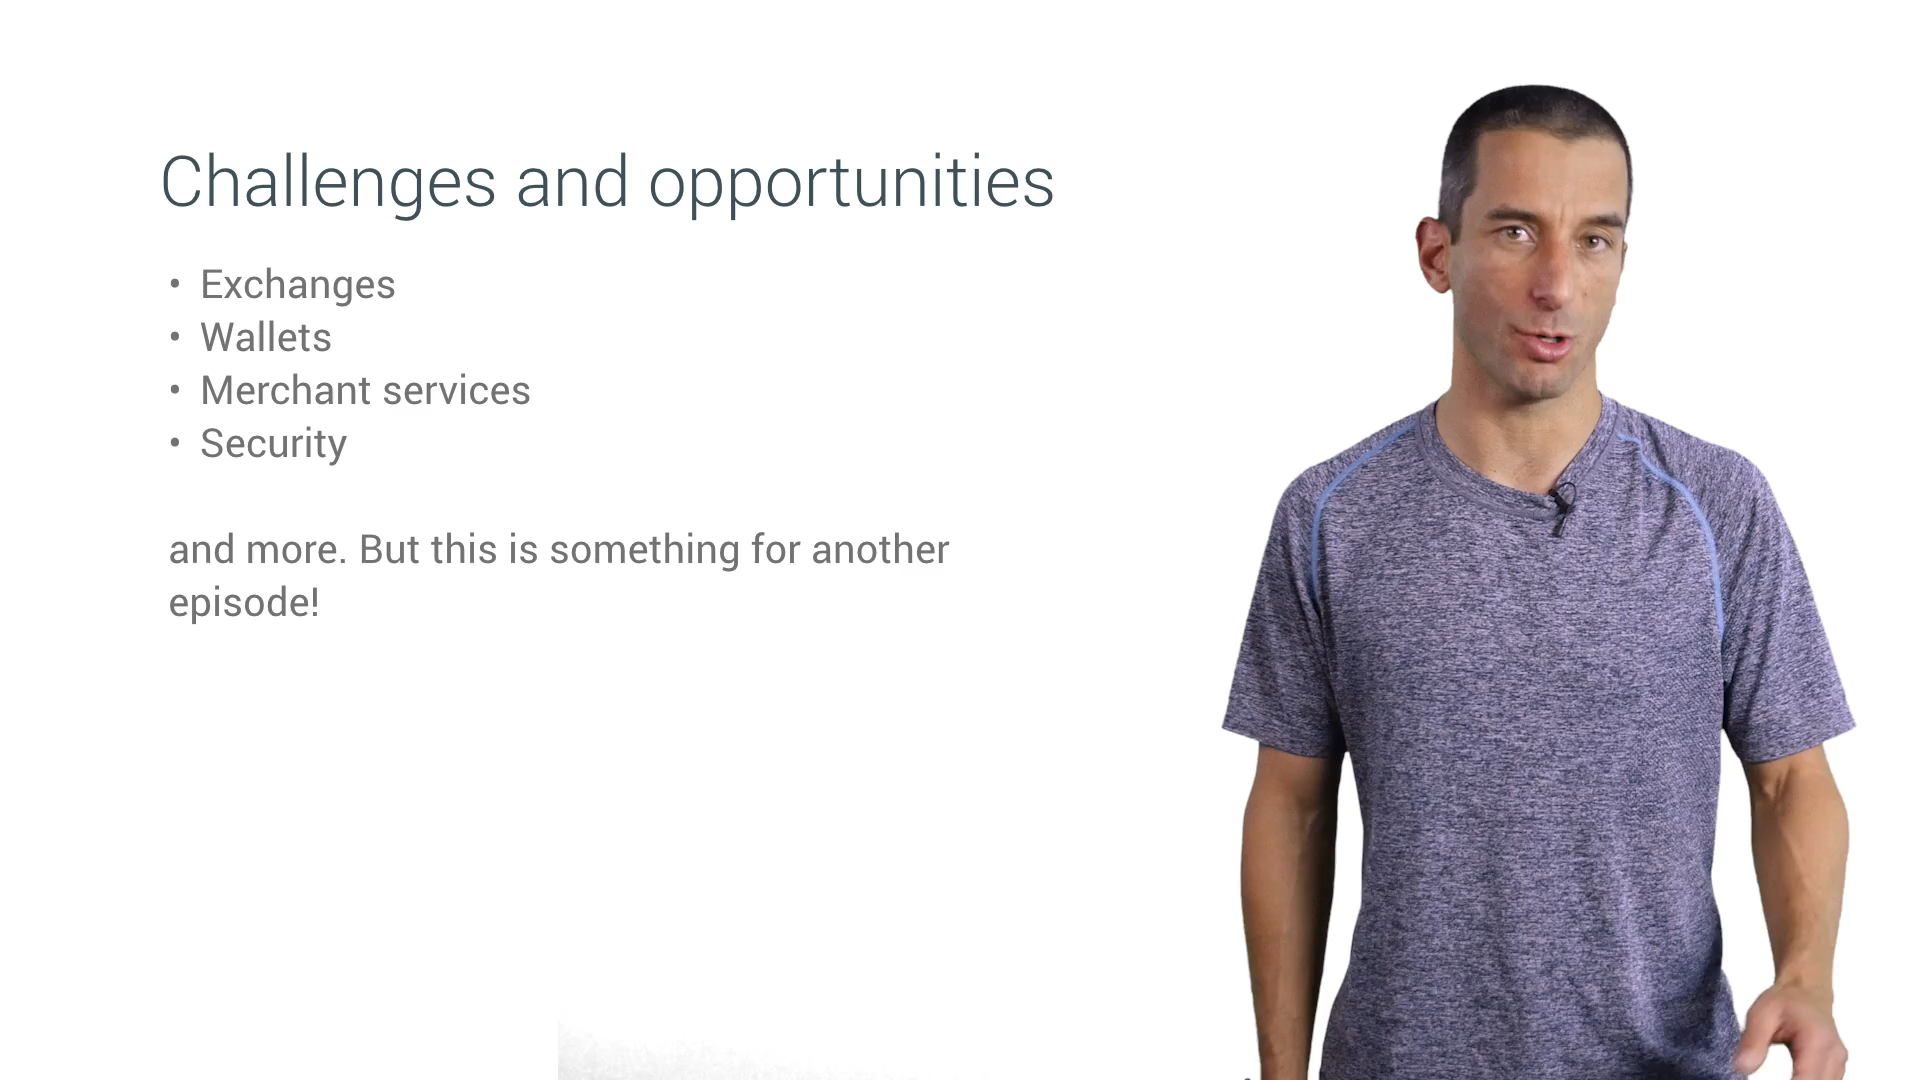 Challenges and opportunities
• Exchanges
• Wallets
• Merchant services
• Security
and more. But this is something for another
episode!